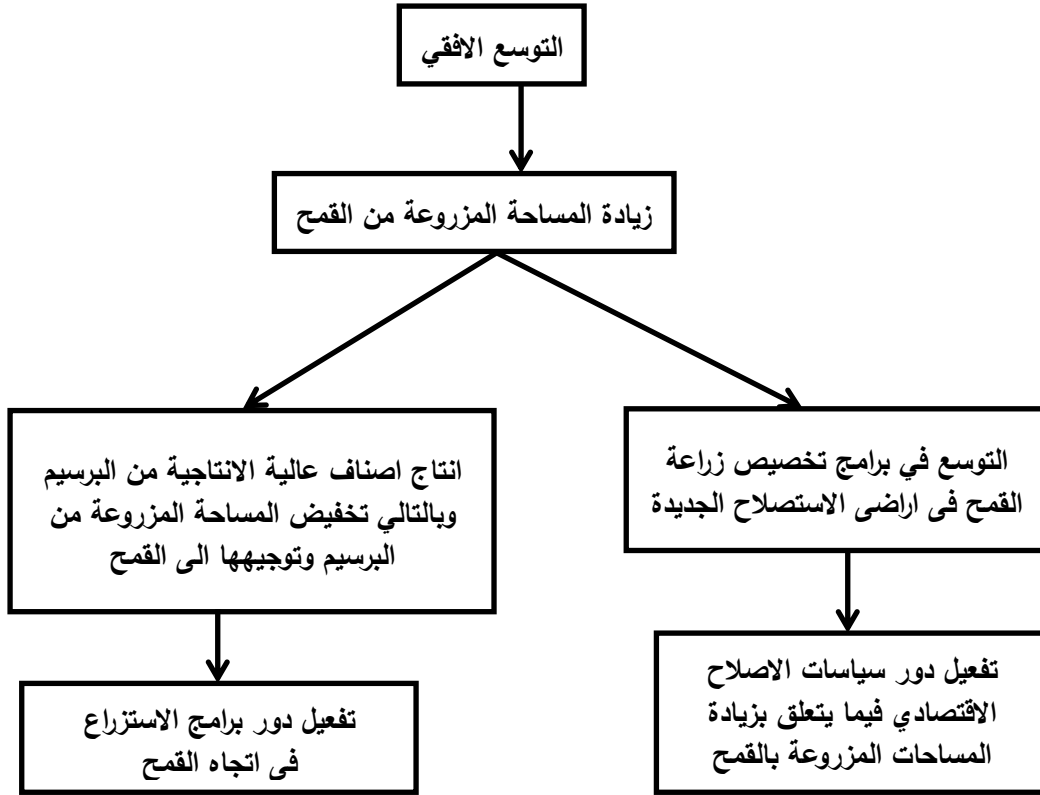 التوسع الافقي
زيادة المساحة المزروعة من القمح
التوسع في برامج تخصيص زراعة
القمح فى اراضى الاستصلاح الجديدة
انتاج اصناف عالية الانتاجية من البرسيم
وبالتالي تخفيض المساحة المزروعة من
البرسيم وتوجيهها الى القمح
تفعيل دور سياسات الاصلاح
الاقتصادي فيما يتعلق بزيادة
المساحات المزروعة بالقمح
تفعيل دور برامج الاستزراع
فى اتجاه القمح